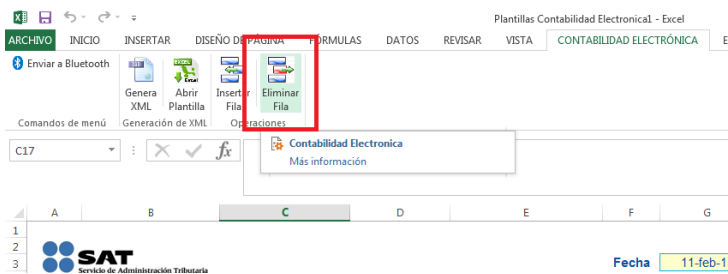 Plantillas Contabilidad Electronica1 - Excel
ARCHIVO INICIO INSERTAR DISEÑO DE PÁGINA FÓRMULAS DATOS REVISAR VISTA CONTABILIDAD ELECTRÓNICA
Enviar a Bluetooth
Genera XML
Abrir Plantilla
Insertar Fila
Eliminar Fila
Comandos de menú Generación de XML Operaciones
Contabilidad Electronica
Más información
C17
fx
A B C D E F G
1
2
3
SAT
Servicio de Administración Tributaria
Fecha 11-feb-1